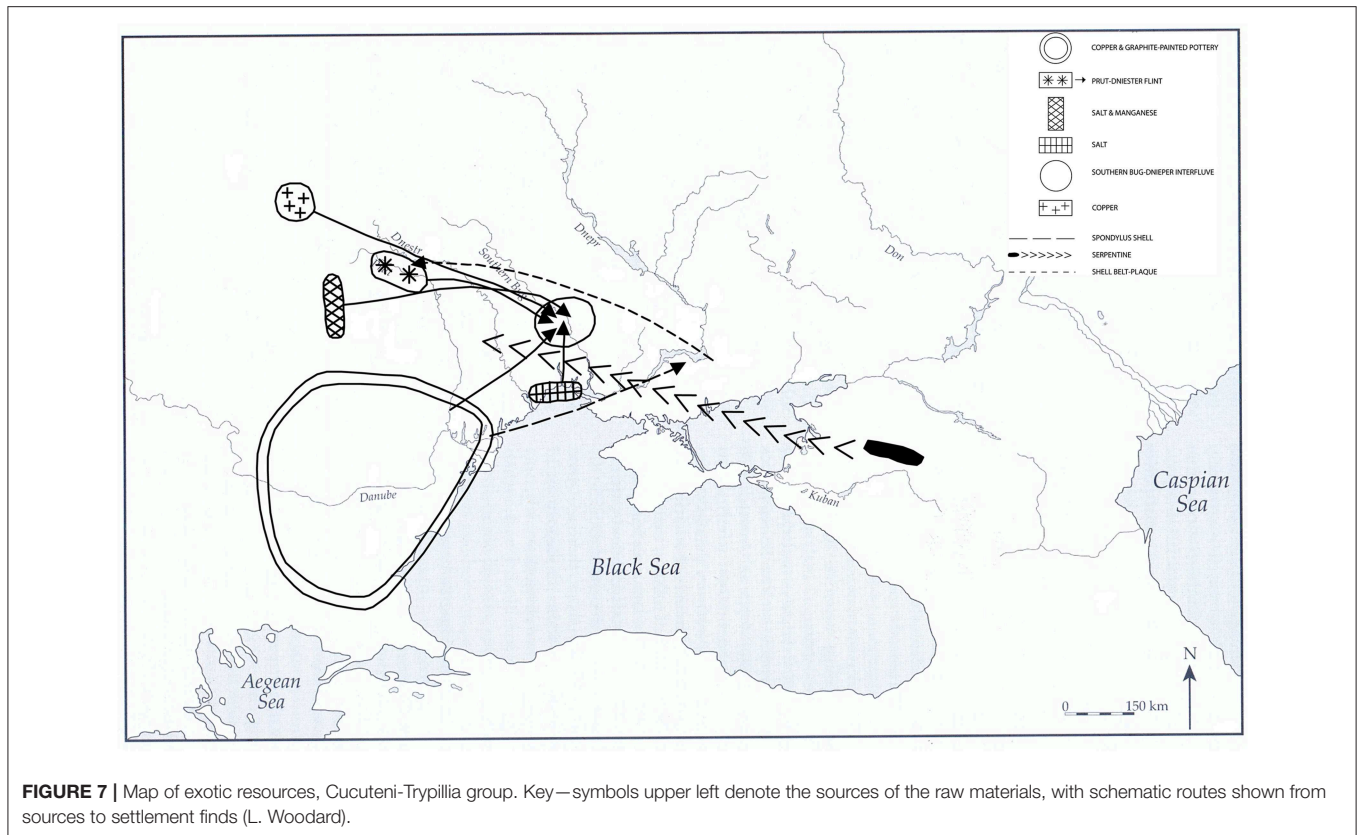 COPPER & GRAPHITE-PAINTED POTTERY
PRUT-DNIESTER FLINT
SALT & MANGANESE
SALT
SOUTHERN BUG-DNIEPER INTERFLUVE
COPPER
SPONDYLUS SHELL
SERPENTINE
SHELL BELT-PLAQUE
Dnestr
Southern Bug
Dnepr
Don
Danube
Kuban
Caspian
Sea
Black Sea
Aegean
Sea
N
0 150 km
FIGURE 7 | Map of exotic resources, Cucuteni-Trypillia group. Key—symbols upper left denote the sources of the raw materials, with schematic routes shown from
sources to settlement finds (L. Woodard).